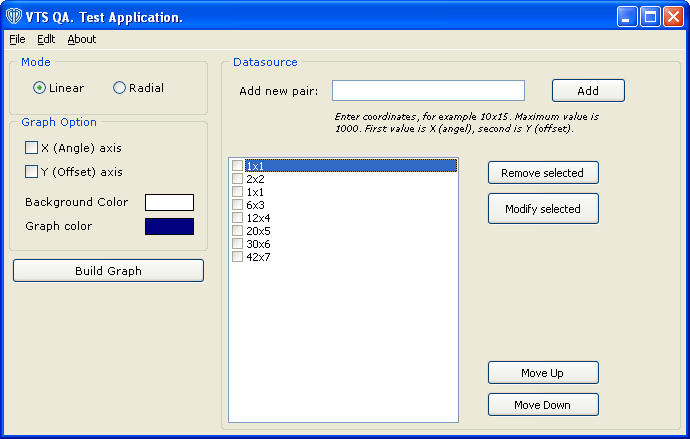 VTS QA. Test Application.
File EdIt About
Mode
Linear Radial
Graph Option
X (Angle) axis
Y (Offset) axis
Background Color
Graph color
Build Graph
Datasource
Add new pair: Add
Enter coordinates, for example 10x15. Maximum value is
1000. First value is X (angel), second is Y (offset).
1x1
2x2
1x1
6x3
12x4
20x5
30x6
42x7
Remove selected
Modify selected
Move Up
Move Down